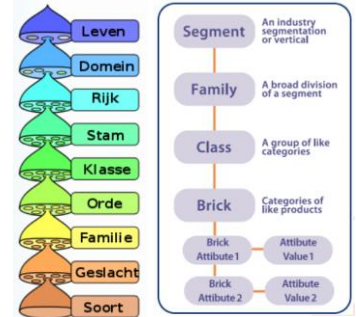 Leven
Domein
Rijk
Stam
Klasse
Orde
Familie
Geslacht
Soort
Segment
An industry
segmentation
or vertical
Family
A broad division
of a segment
Class
A group of like
categories
Brick
Categories of
like products
Brick
Attibute 1
Attibute
Value 1
Brick
Attibute 2
Attibute
Value 2